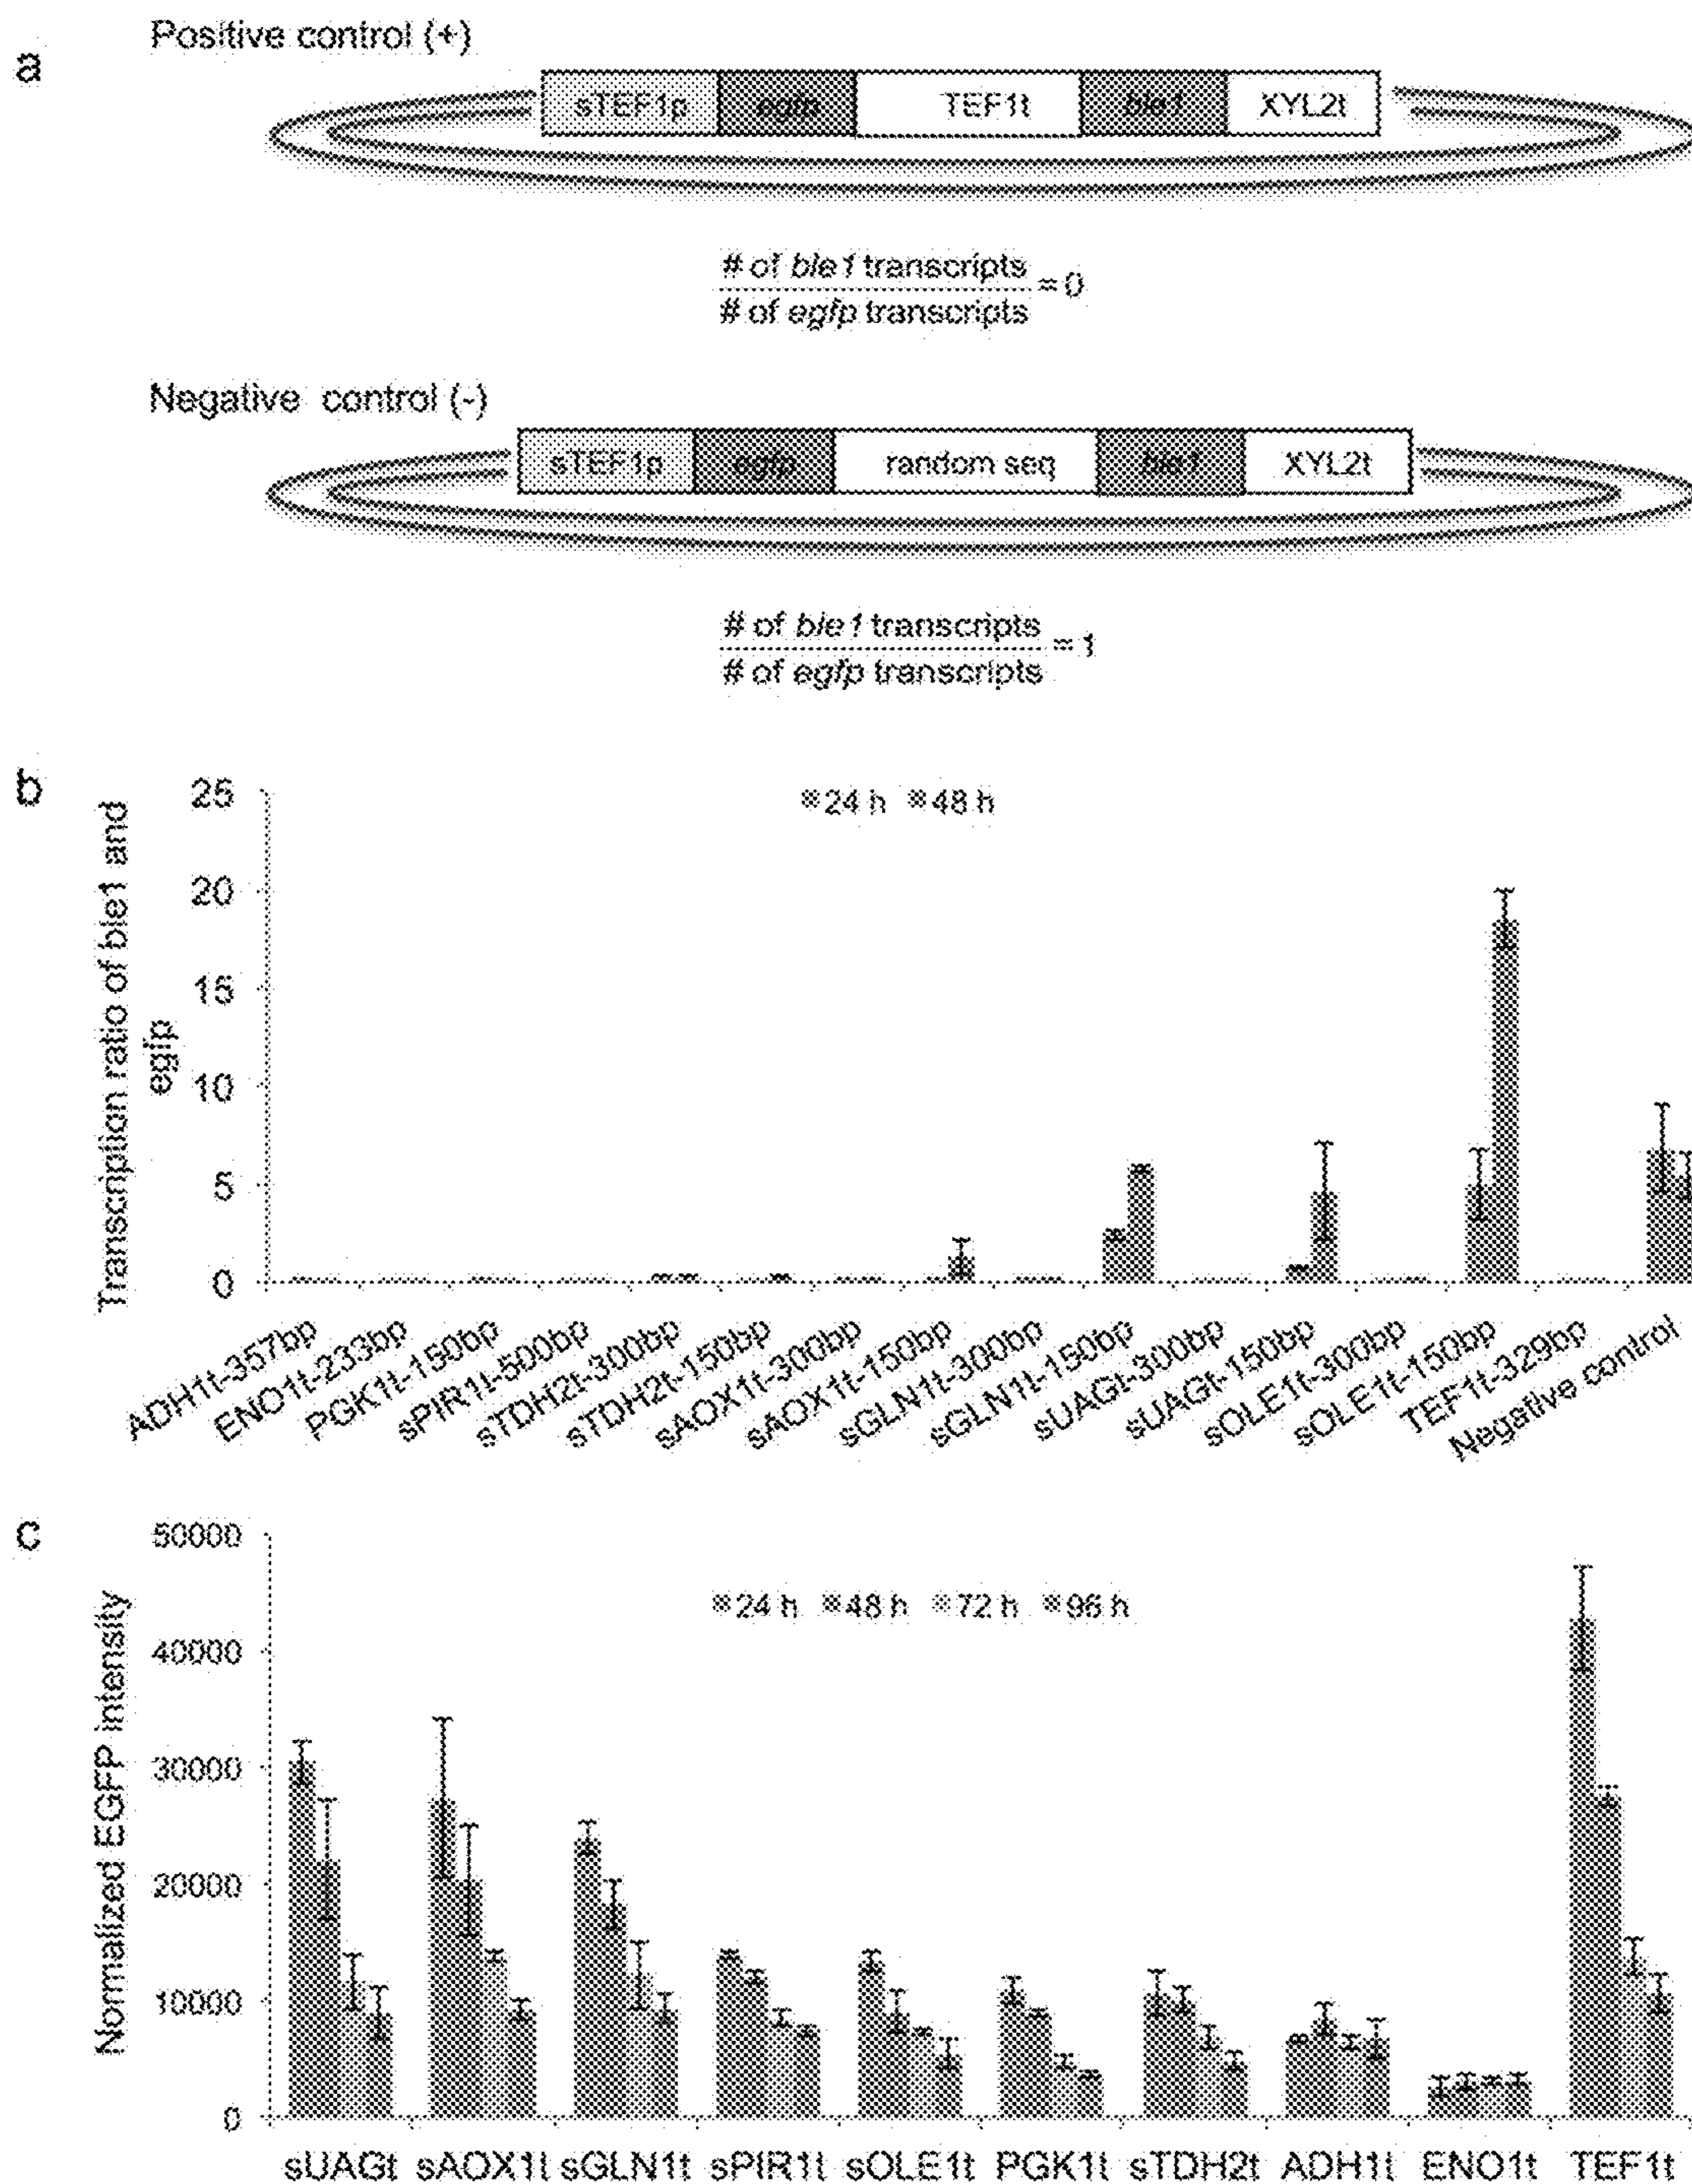 a
Positive control (+)
sTEF1p egfp TEF1t ble1 XYL2t
# of ble1 transcripts
# of egfp transcripts
= 0
Negative control (-)
sTEF1p egfp random seq ble1 XYL2t
# of ble1 transcripts
# of egfp transcripts
= 1
b
Transcription ratio of ble1 and
egfp
25
20
15
10
5
0
24 h 48 h
ADH1t-357bp
ENO1t-233bp
PGK1t-150bp
sPIR1t-500bp
sTDH2t-300bp
sTDH2t-150bp
sAOX1t-300bp
sAOX1t-150bp
sGLN1t-300bp
sGLN1t-150bp
sUAGt-300bp
sUAGt-150bp
sOLE1t-300bp
sOLE1t-150bp
TEF1t-329bp
Negative control
c
Normalized EGFP intensity
50000
40000
30000
20000
10000
0
24 h 48 h 72 h 96 h
sUAGt sAOX1t sGLN1t sPIR1t sOLE1t PGK1t sTDH2t ADH1t ENO1t TEF1t